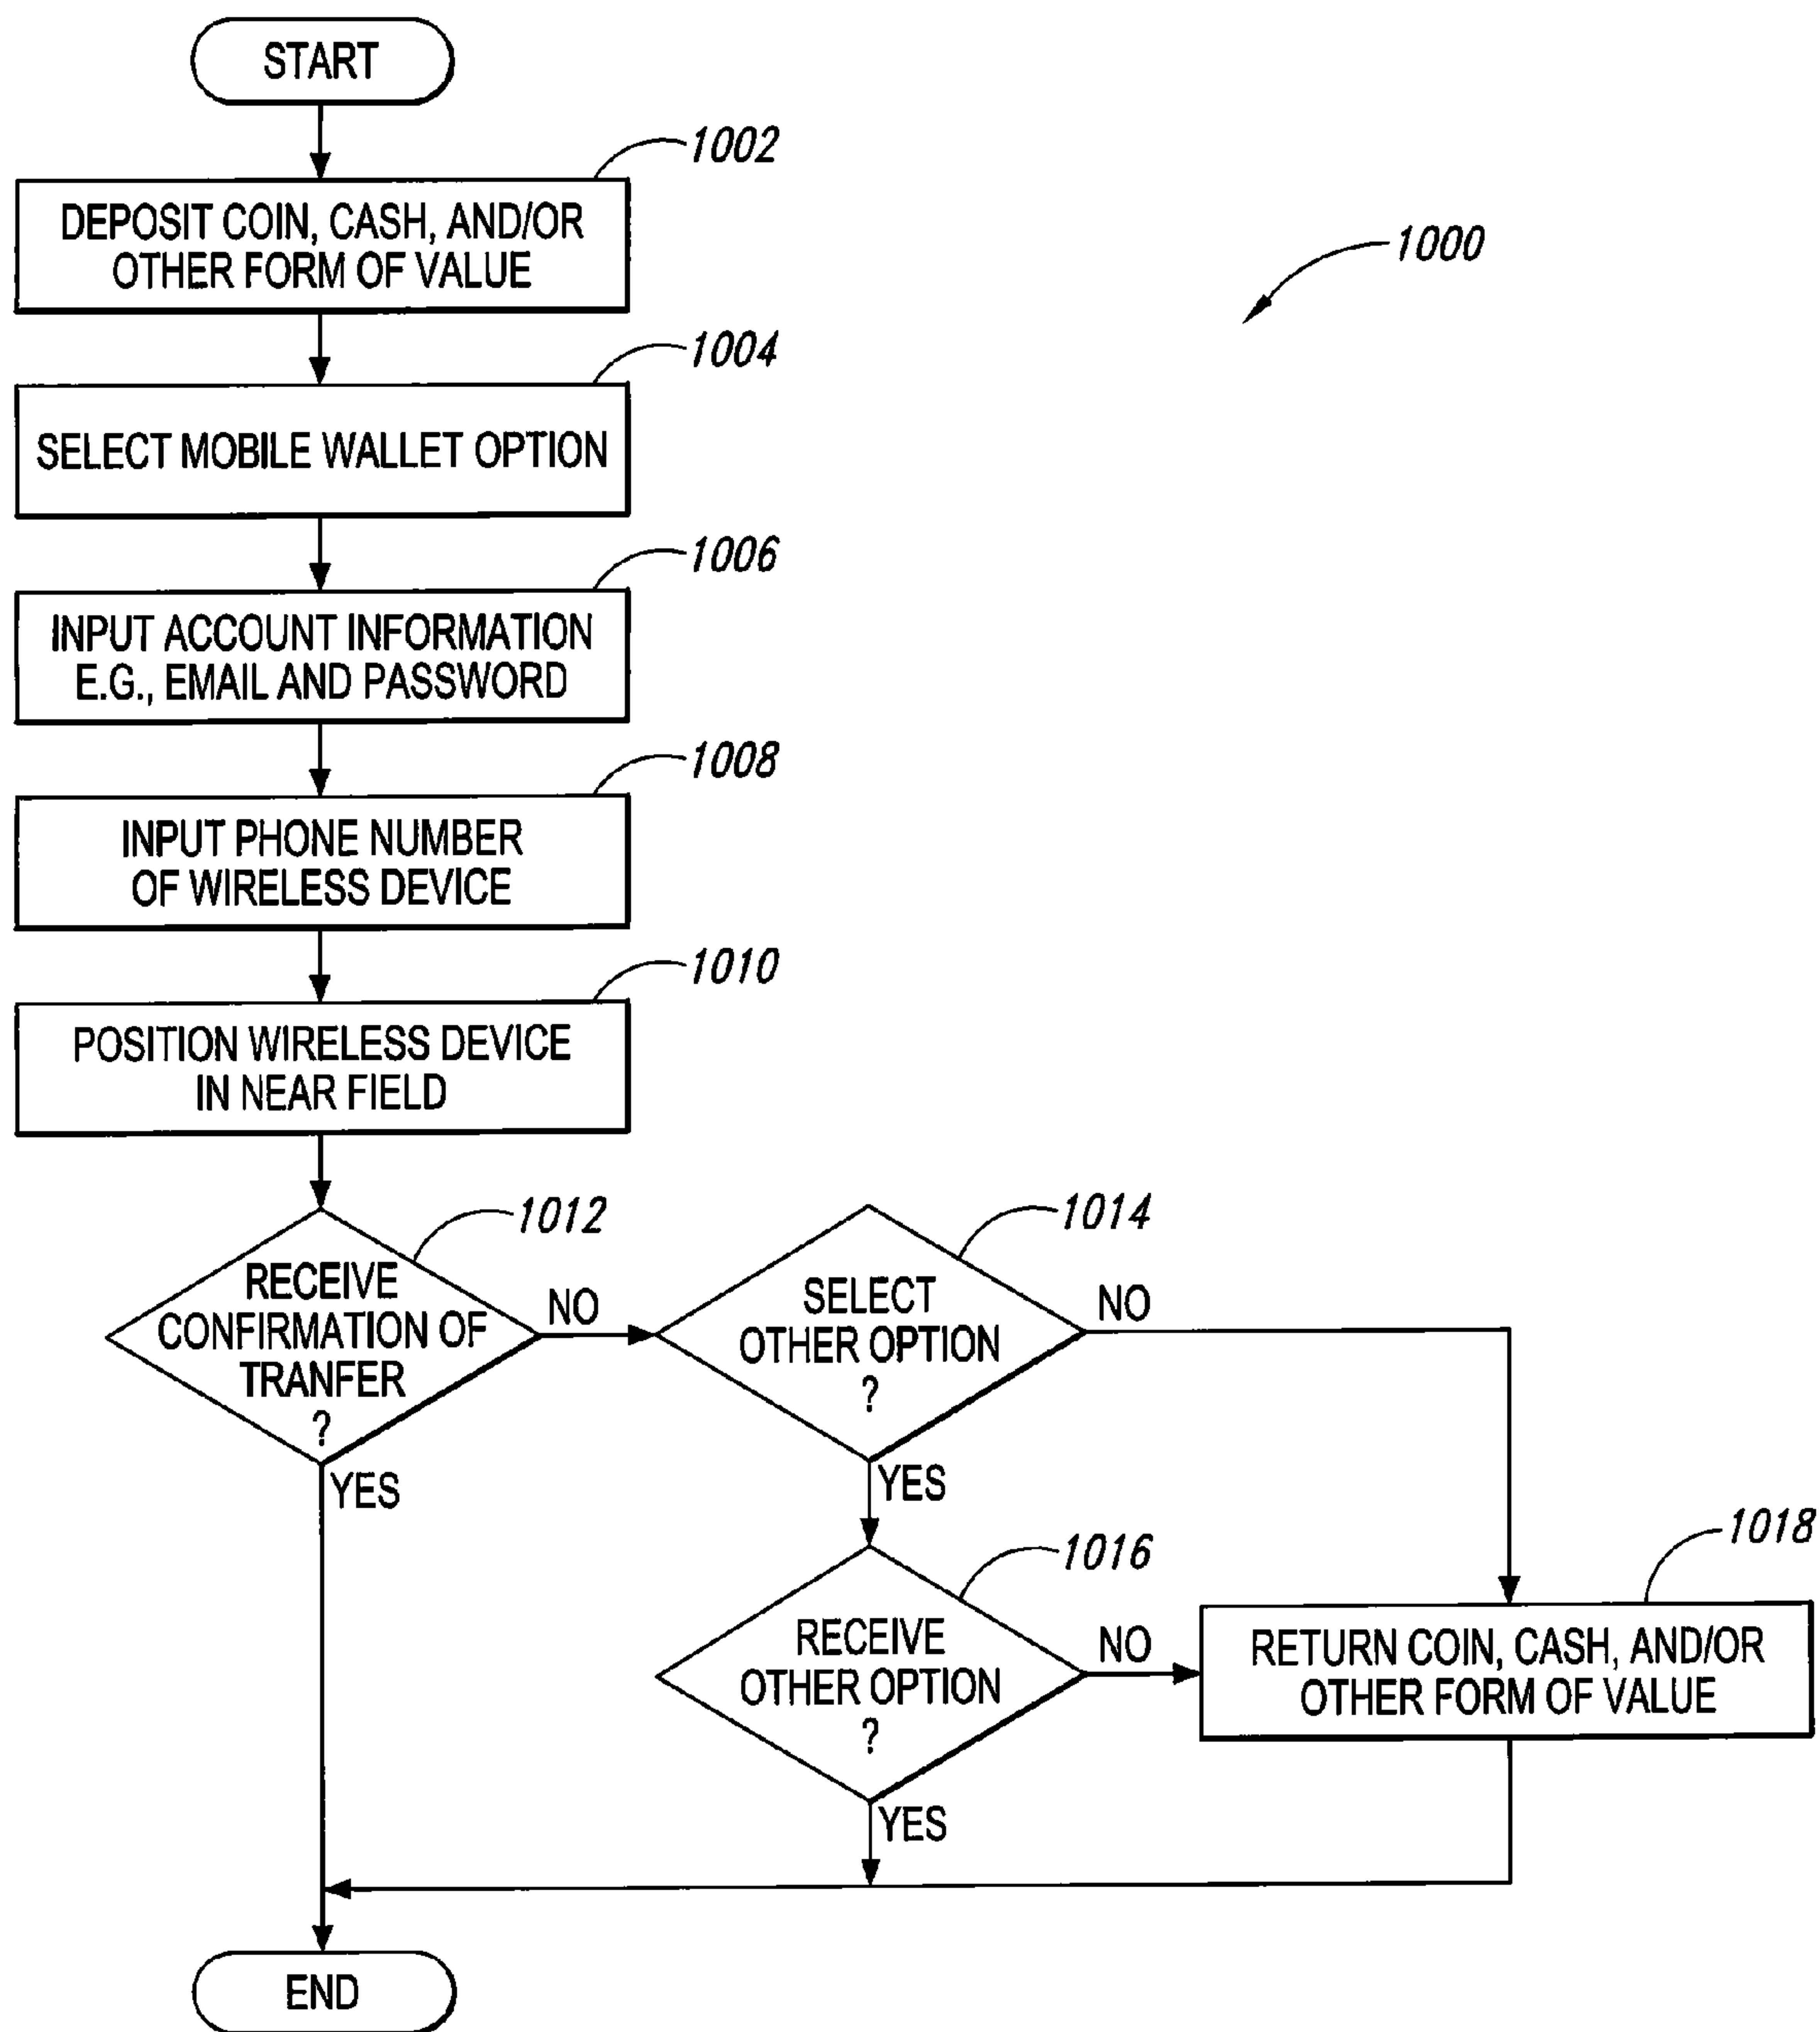 START
1002
DEPOSIT COIN, CASH, AND/OR
OTHER FORM OF VALUE
1000
1004
SELECT MOBILE WALLET OPTION
1006
INPUT ACCOUNT INFORMATION
E.G., EMAIL AND PASSWORD
1008
INPUT PHONE NUMBER
OF WIRELESS DEVICE
1010
POSITION WIRELESS DEVICE
IN NEAR FIELD
1012
RECEIVE
CONFIRMATION OF
TRANFER
?
NO
YES
1014
SELECT
OTHER OPTION
?
NO
YES
1016
RECEIVE
OTHER OPTION
?
NO
YES
1018
RETURN COIN, CASH, AND/OR
OTHER FORM OF VALUE
END